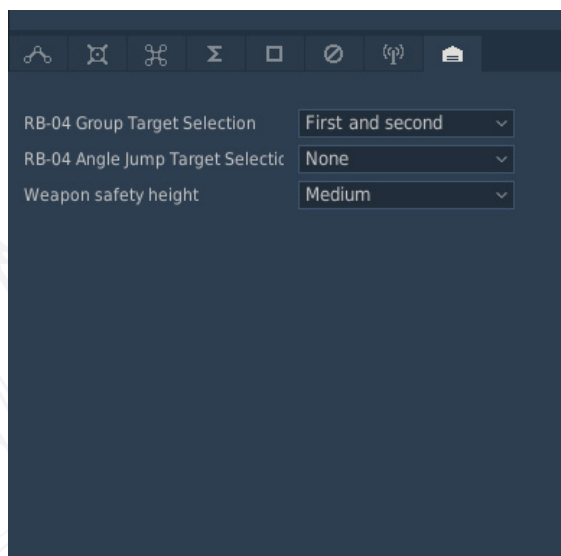 RB-04 Group Target Selection First and second
RB-04 Angle Jump Target Selectic None
Weapon safety height Medium